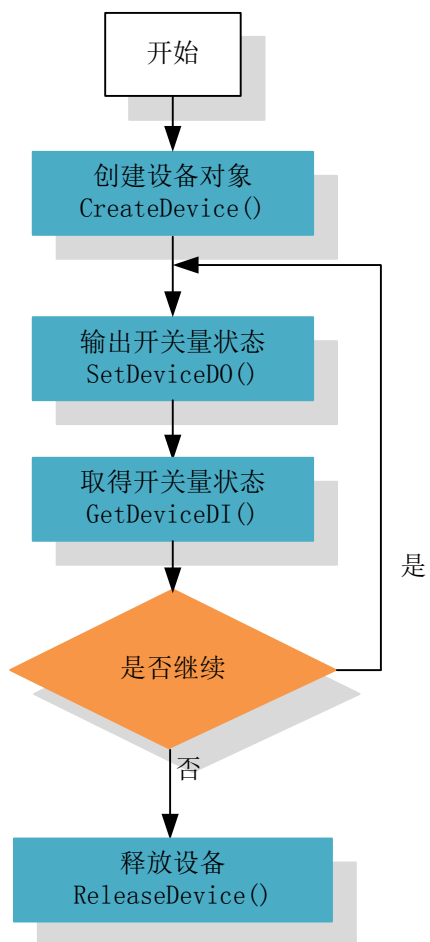 开始
创建设备对象
CreateDevice()
输出开关量状态
SetDeviceDO()
取得开关量状态
GetDeviceDI()
是
是否继续
否
释放设备
ReleaseDevice()